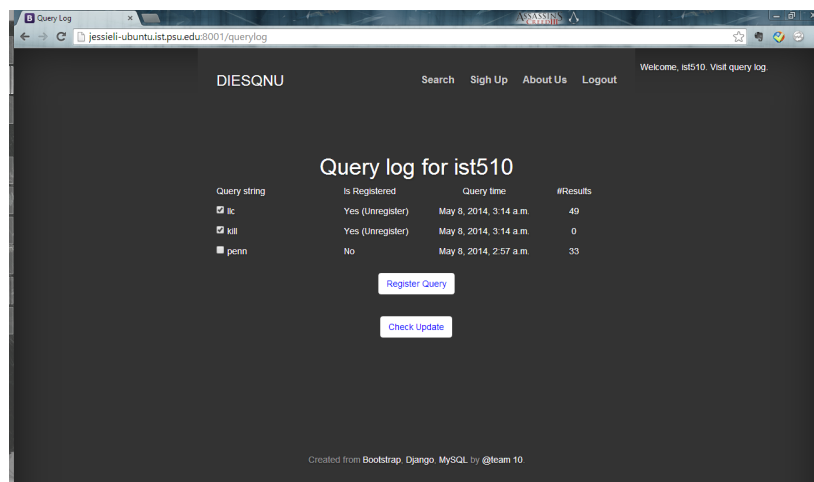 Query Log
ASSASSIN'S
CREED III
jessieli-ubuntu.ist.psu.edu:8001/querylog
Welcome, ist510. Visit query log.
DIESQNU Search Sigh Up About Us Logout
Query log for ist510
Query string Is Registered Query time #Results
llc Yes (Unregister) May 8, 2014, 3:14 a.m. 49
kill Yes (Unregister) May 8, 2014, 3:14 a.m. 0
penn No May 8, 2014, 2:57 a.m. 33
Register Query
Check Update
Created from Bootstrap, Django, MySQL by @team 10.